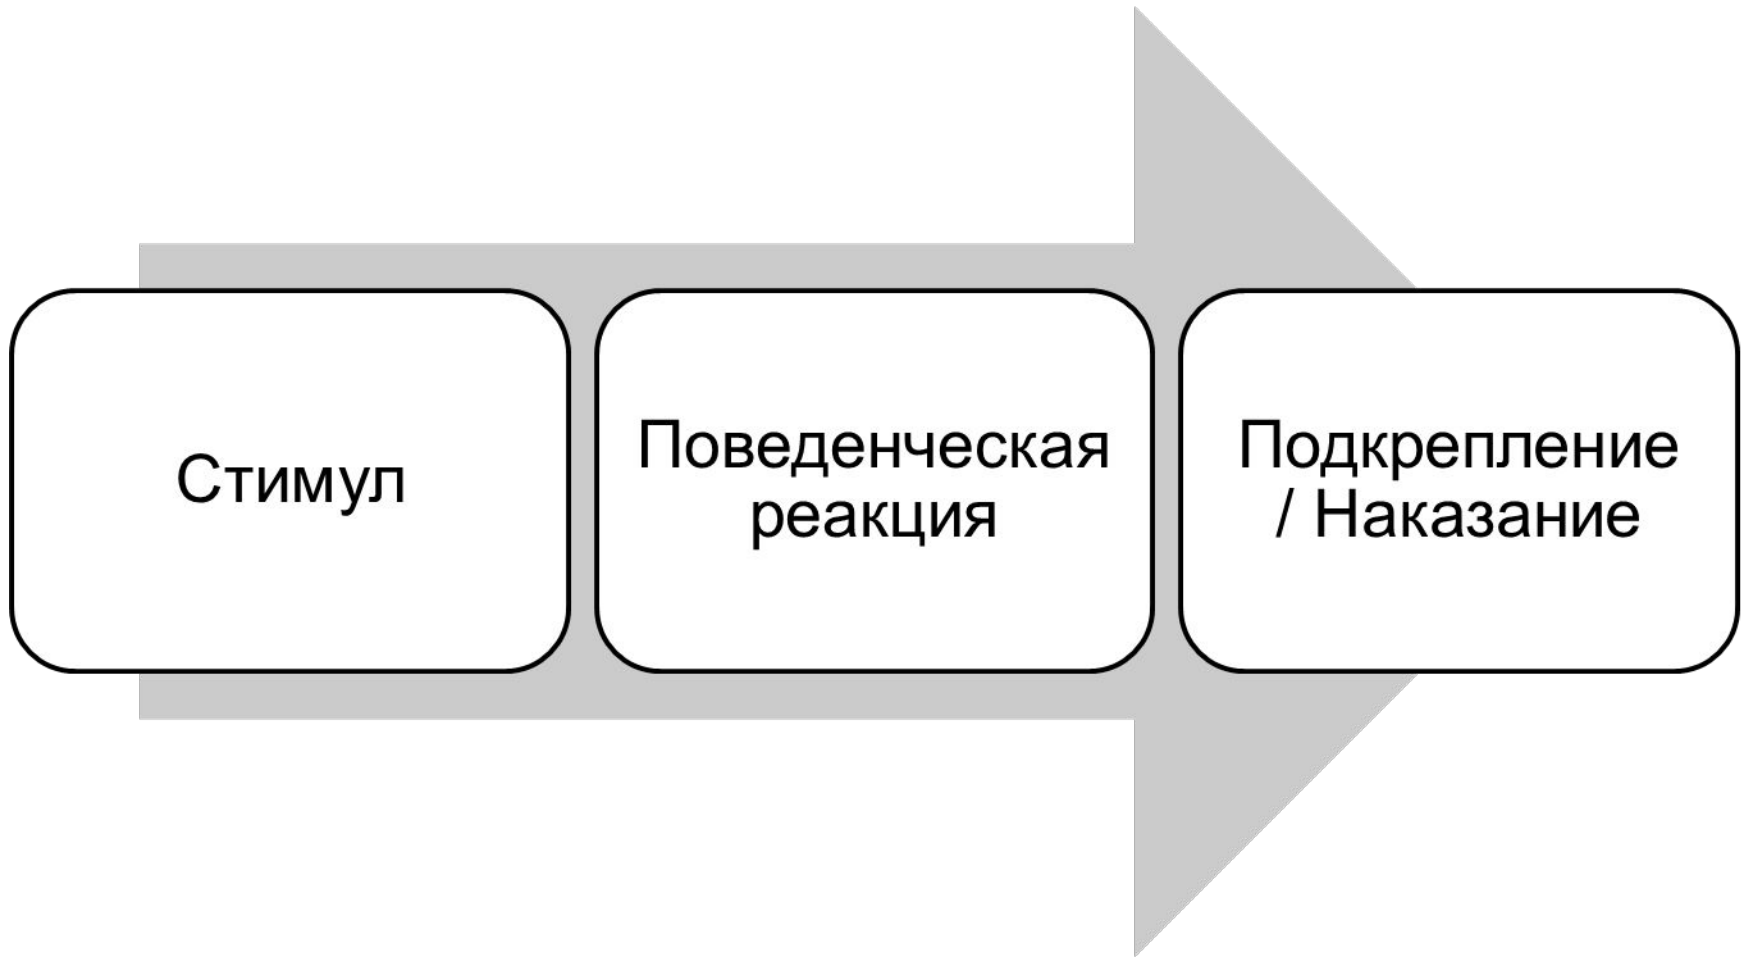 Стимул
Поведенческая
реакция
Подкрепление
/ Наказание